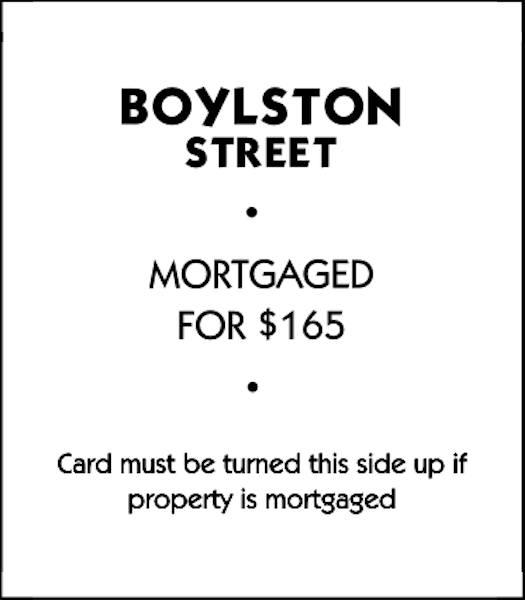 BOYLSTON
STREET
•
MORTGAGED
FOR $165
•
Card must be turned this side up if
property is mortgaged